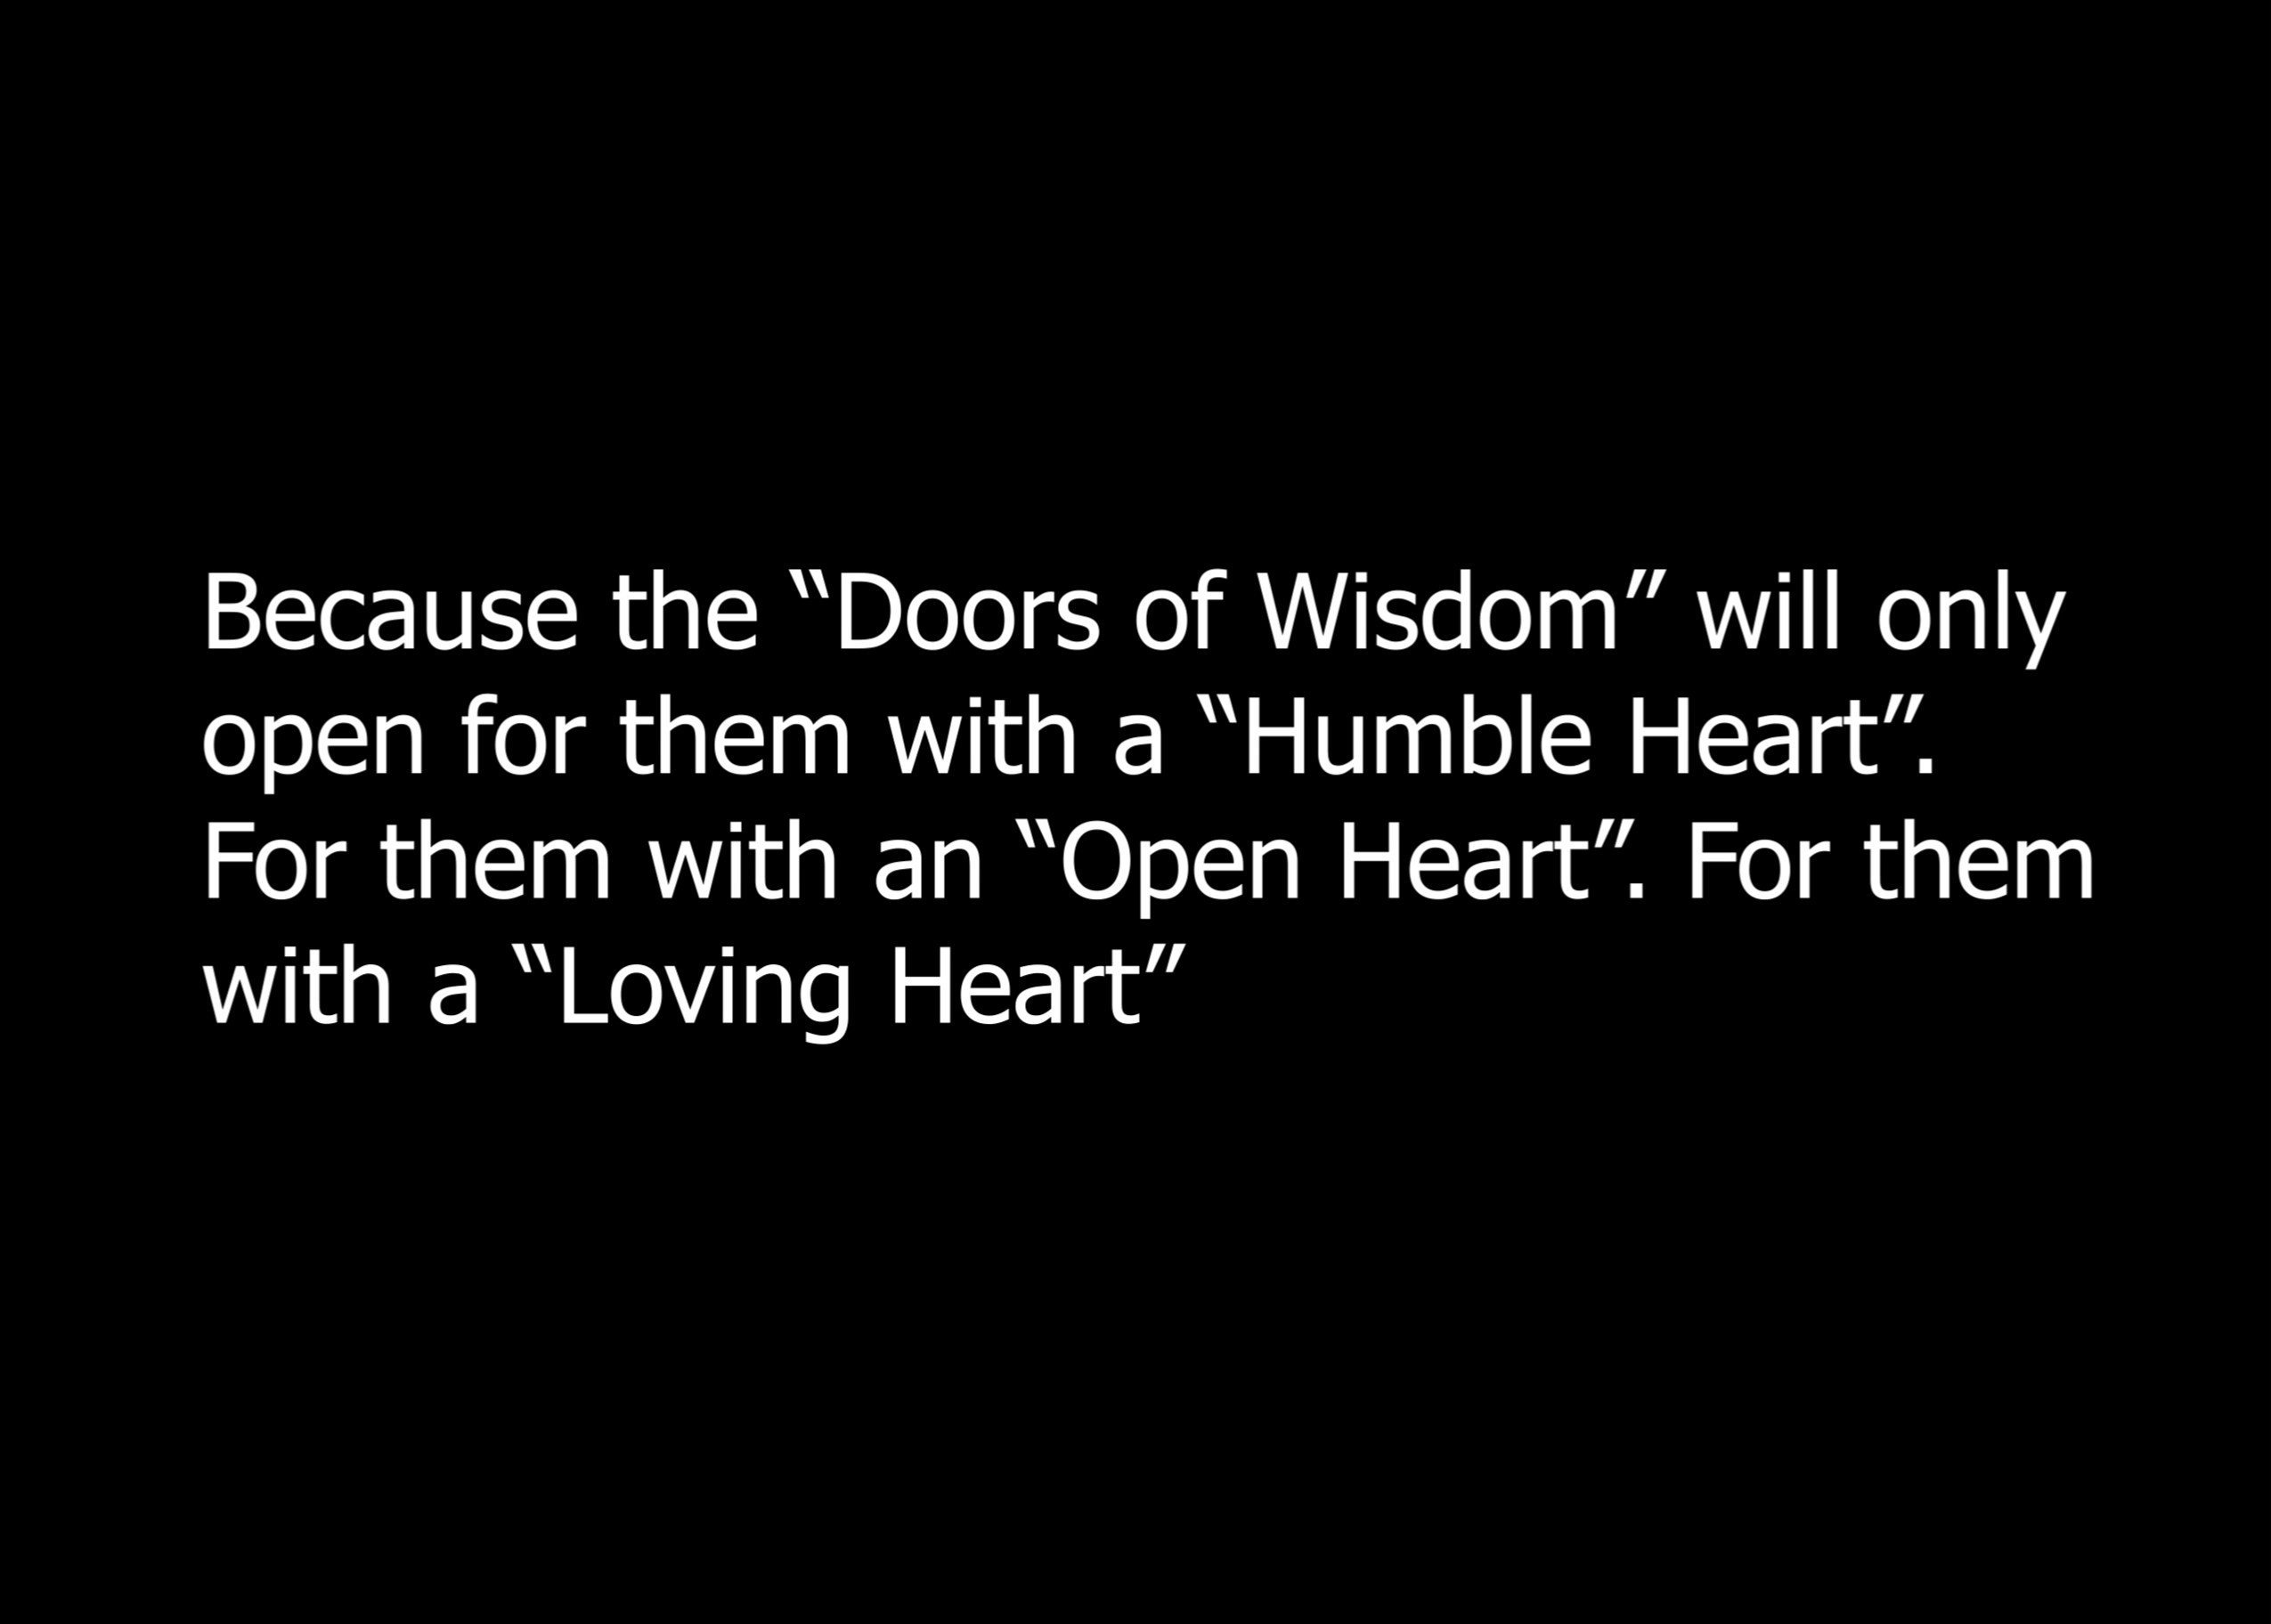 Because the “Doors of Wisdom” will only
open for them with a “Humble Heart”.
For them with an “Open Heart”. For them
with a “Loving Heart”